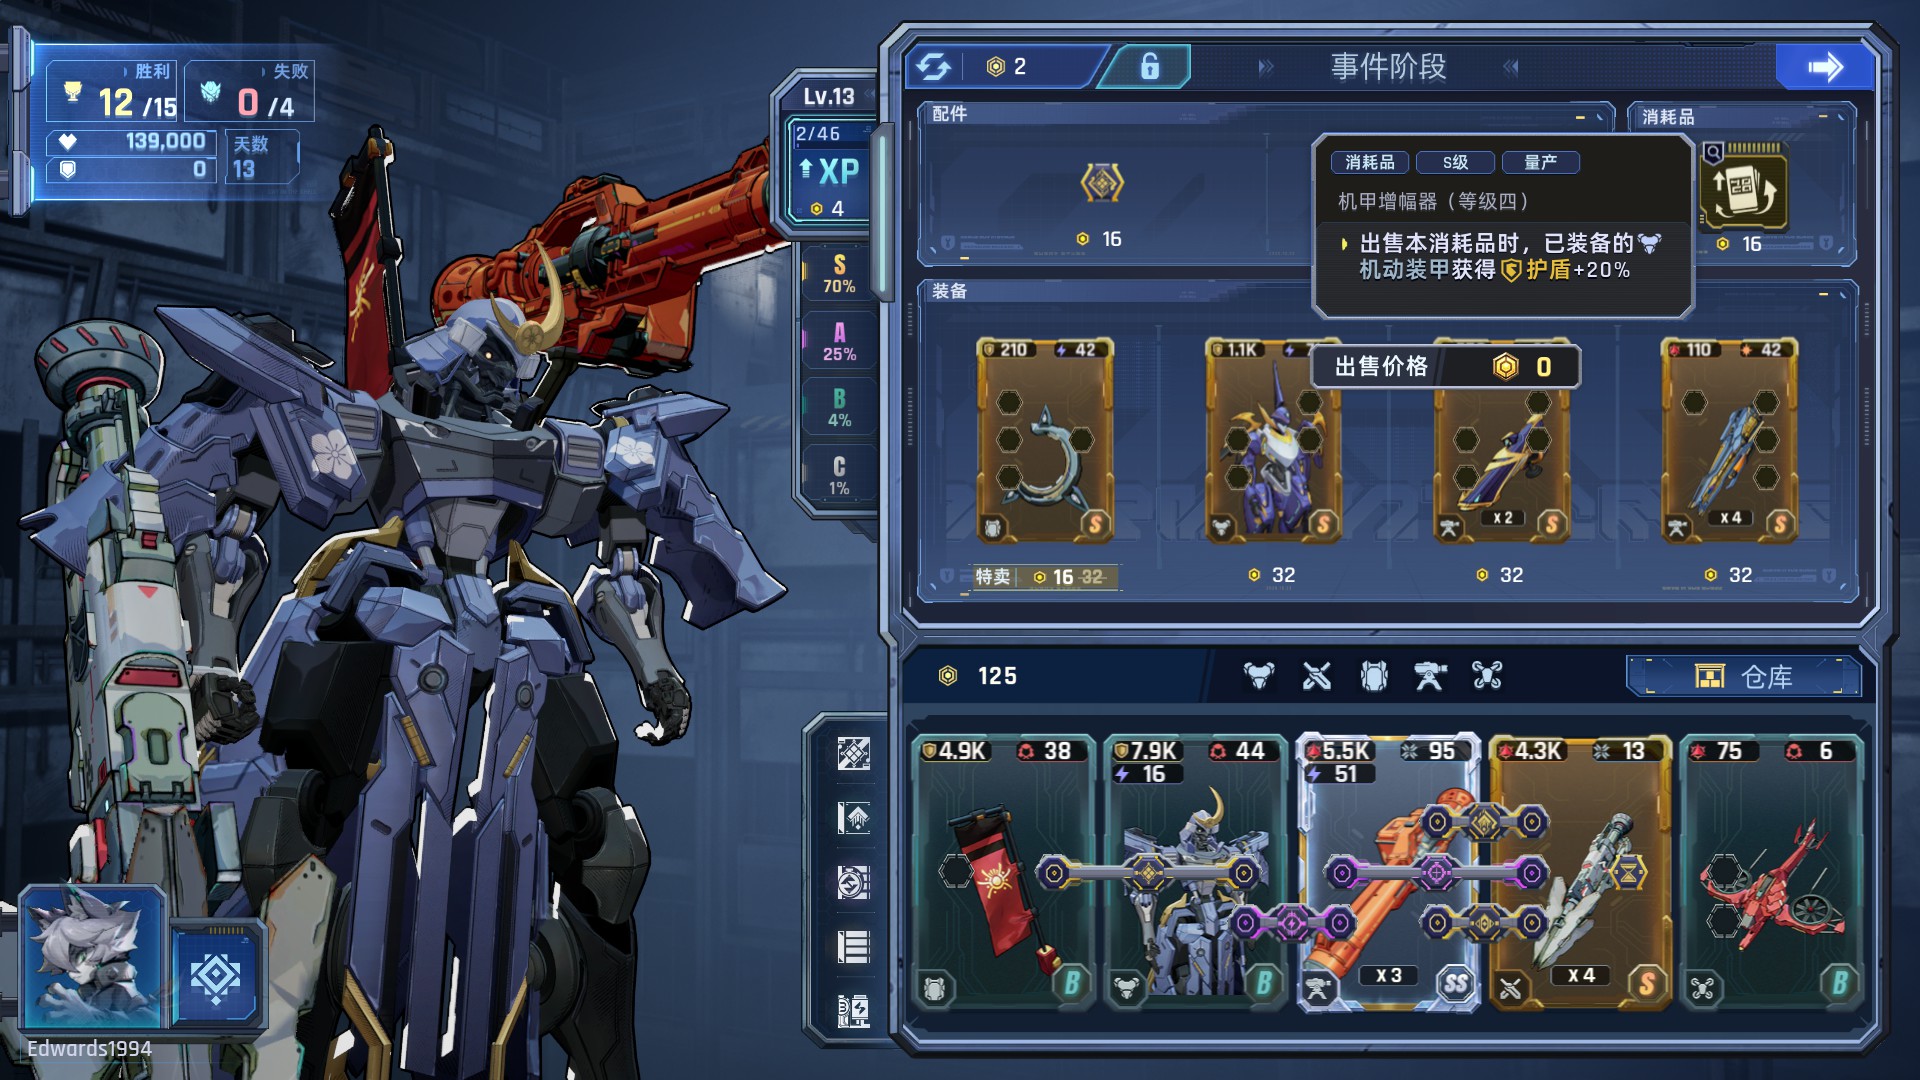 胜利
12 /15
失败
0 /4
139,000
0
天数
13
Lv.13
2/46
XP
4
S
70%
A
25%
B
4%
C
1%
2
事件阶段
配件
16
消耗品
16
消耗品
S级
量产
机甲增幅器（等级四）
出售本消耗品时，已装备的
机动装甲获得护盾+20%
出售价格 0
装备
210 42
S
特卖 16 32
1.1K
S
32
x2
S
32
110 42
x4
S
32
125
仓库
4.9K 38
B
7.9K 44
16
B
5.5K 95
51
x3
SS
4.3K 13
x4
S
75 6
B
Edwards1994